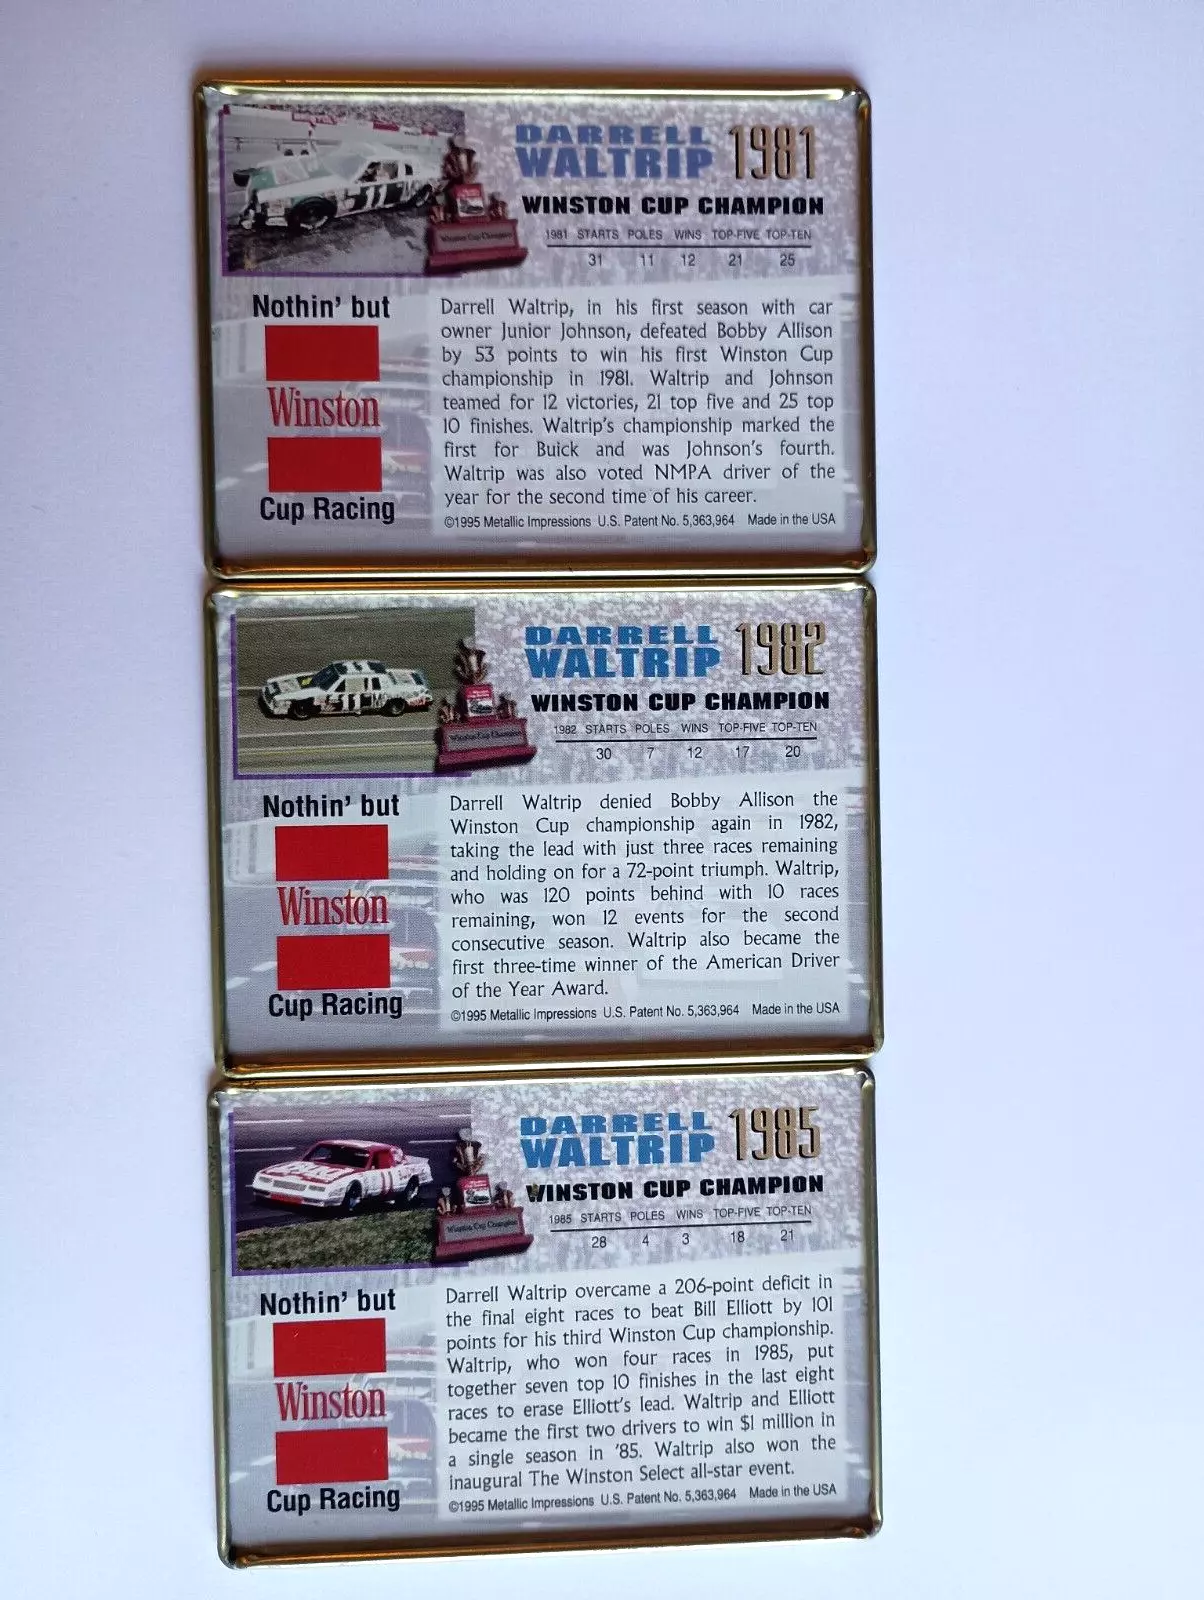 DARRELL
WALTRIP 1981
WINSTON CUP CHAMPION
1981 STARTS POLES WINS TOP-FIVE TOP-TEN
31 11 12 21 25
11
Winston Cup Champion
Nothin' but
Winston
Cup Racing
Darrell Waltrip, in his first season with car
owner Junior Johnson, defeated Bobby Allison
by 53 points to win his first Winston Cup
championship in 1981. Waltrip and Johnson
teamed for 12 victories, 21 top five and 25 top
10 finishes. Waltrip's championship marked the
first for Buick and was Johnson's fourth.
Waltrip was also voted NMPA driver of the
year for the second time of his career.
©1995 Metallic Impressions U.S. Patent No. 5,363,964 Made in the USA
DARRELL
WALTRIP 1982
WINSTON CUP CHAMPION
1982 STARTS POLES WINS TOP-FIVE TOP-TEN
30 7 12 17 20
11
Winston Cup Champion
Nothin' but
Winston
Cup Racing
Darrell Waltrip denied Bobby Allison the
Winston Cup championship again in 1982,
taking the lead with just three races remaining
and holding on for a 72-point triumph. Waltrip,
who was 120 points behind with 10 races
remaining, won 12 events for the second
consecutive season. Waltrip also became the
first three-time winner of the American Driver
of the Year Award.
©1995 Metallic Impressions U.S. Patent No. 5,363,964 Made in the USA
DARRELL
WALTRIP 1985
WINSTON CUP CHAMPION
1985 STARTS POLES WINS TOP-FIVE TOP-TEN
28 4 3 18 21
11
Winston Cup Champion
Nothin' but
Winston
Cup Racing
Darrell Waltrip overcame a 206-point deficit in
the final eight races to beat Bill Elliott by 101
points for his third Winston Cup championship.
Waltrip, who won four races in 1985, put
together seven top 10 finishes in the last eight
races to erase Elliott's lead. Waltrip and Elliott
became the first two drivers to win $1 million in
a single season in '85. Waltrip also won the
inaugural The Winston Select all-star event.
©1995 Metallic Impressions U.S. Patent No. 5,363,964 Made in the USA